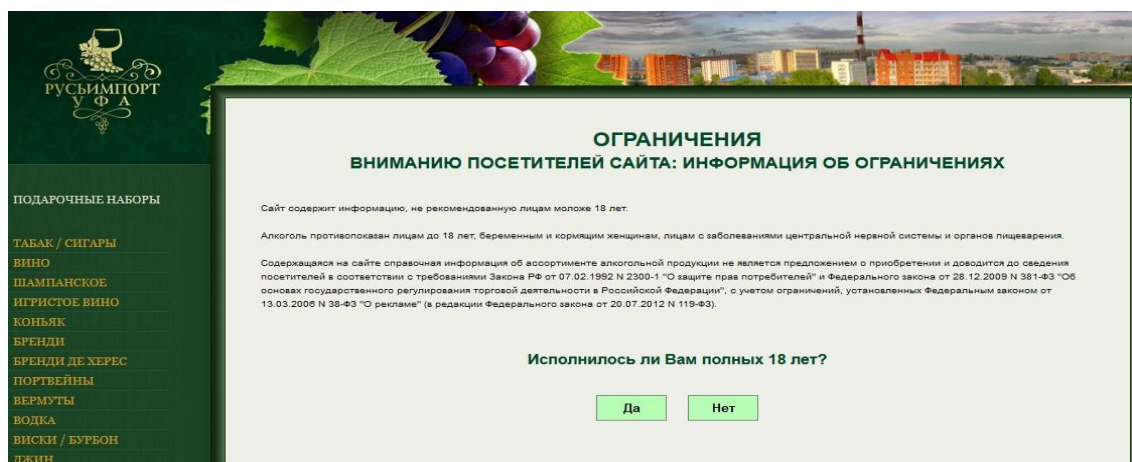 РУСЬИМПОРТ
УФА
ПОДАРОЧНЫЕ НАБОРЫ
ТАБАК / СИГАРЫ
ВИНО
ШАМПАНСКОЕ
ИГРИСТОЕ ВИНО
КОНЬЯК
БРЕНДИ
БРЕНДИ ДЕ ХЕРЕС
ПОРТВЕЙНЫ
ВЕРМУТЫ
ВОДКА
ВИСКИ / БУРБОН
ДЖИН
ОГРАНИЧЕНИЯ
ВНИМАНИЮ ПОСЕТИТЕЛЕЙ САЙТА: ИНФОРМАЦИЯ ОБ ОГРАНИЧЕНИЯХ
Сайт содержит информацию, не рекомендованную лицам моложе 18 лет.
Алкоголь противопоказан лицам до 18 лет, беременным и кормящим женщинам, лицам с заболеваниями центральной нервной системы и органов пищеварения.
Содержащаяся на сайте справочная информация об ассортименте алкогольной продукции не является предложением о приобретении и доводится до сведения
посетителей в соответствии с требованиями Закона РФ от 07.02.1992 N 2300-1 "О защите прав потребителей" и Федерального закона от 28.12.2009 N 381-ФЗ "Об
основах государственного регулирования торговой деятельности в Российской Федерации", с учетом ограничений, установленных Федеральным законом от
13.03.2006 N 38-ФЗ "О рекламе" (в редакции Федерального закона от 20.07.2012 N 119-ФЗ).
Исполнилось ли Вам полных 18 лет?
Да
Нет